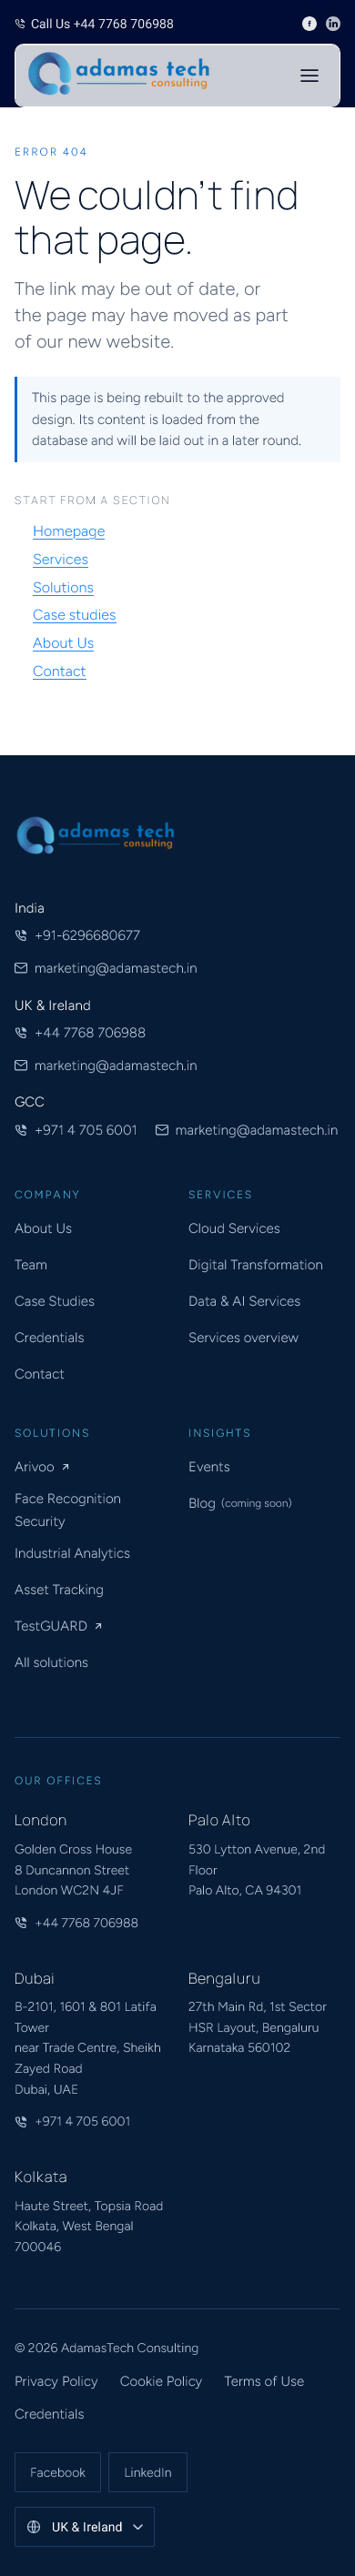 Call Us +44 7768 706988
f
in
adamas tech
consulting
ERROR 404
We couldn't find
that page.
The link may be out of date, or
the page may have moved as part
of our new website.
This page is being rebuilt to the approved
design. Its content is loaded from the
database and will be laid out in a later round.
START FROM A SECTION
Homepage
Services
Solutions
Case studies
About Us
Contact
adamas tech
consulting
India
+91-6296680677
marketing@adamastech.in
UK & Ireland
+44 7768 706988
marketing@adamastech.in
GCC
+971 4 705 6001 marketing@adamastech.in
COMPANY
About Us
Team
Case Studies
Credentials
Contact
SERVICES
Cloud Services
Digital Transformation
Data & AI Services
Services overview
SOLUTIONS
Arivoo
Face Recognition
Security
Industrial Analytics
Asset Tracking
TestGUARD
All solutions
INSIGHTS
Events
Blog (coming soon)
OUR OFFICES
London
Golden Cross House
8 Duncannon Street
London WC2N 4JF
+44 7768 706988
Palo Alto
530 Lytton Avenue, 2nd
Floor
Palo Alto, CA 94301
Dubai
B-2101, 1601 & 801 Latifa
Tower
near Trade Centre, Sheikh
Zayed Road
Dubai, UAE
+971 4 705 6001
Bengaluru
27th Main Rd, 1st Sector
HSR Layout, Bengaluru
Karnataka 560102
Kolkata
Haute Street, Topsia Road
Kolkata, West Bengal
700046
© 2026 AdamasTech Consulting
Privacy Policy Cookie Policy Terms of Use
Credentials
Facebook LinkedIn
UK & Ireland